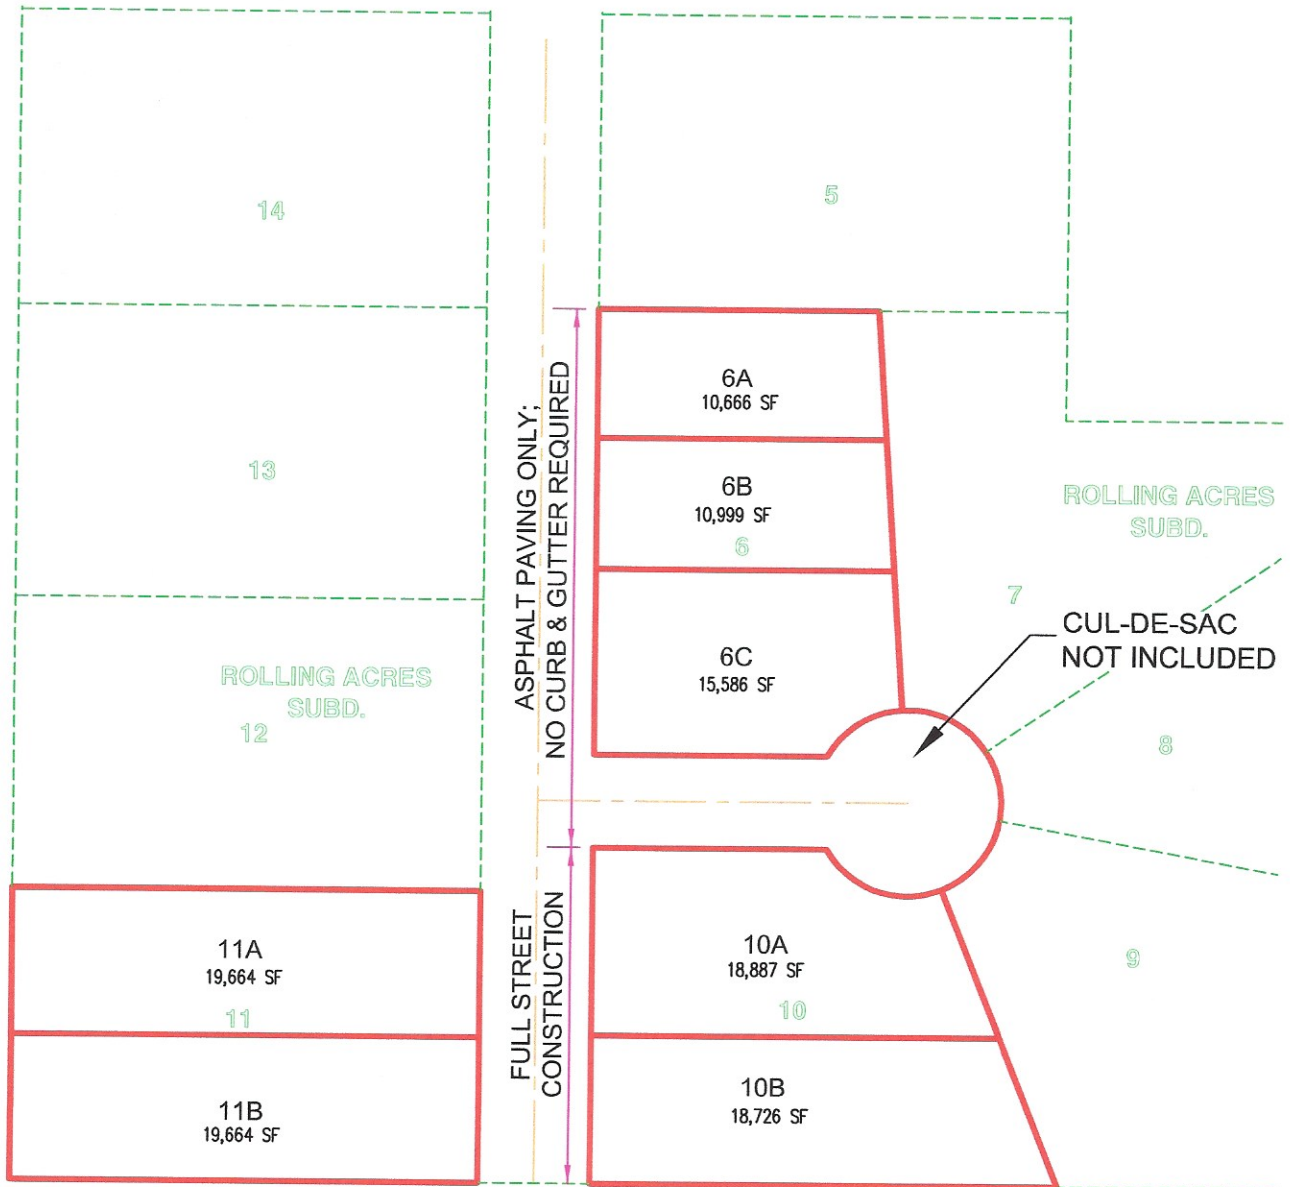 14
5
6A
10,666 SF
13
6B
10,999 SF
6
ROLLING ACRES
SUBD.
7
ASPHALT PAVING ONLY;
NO CURB & GUTTER REQUIRED
CUL-DE-SAC
NOT INCLUDED
6C
15,586 SF
ROLLING ACRES
SUBD.
12
8
11A
19,664 SF
11
FULL STREET
CONSTRUCTION
10A
18,887 SF
10
9
11B
19,664 SF
10B
18,726 SF